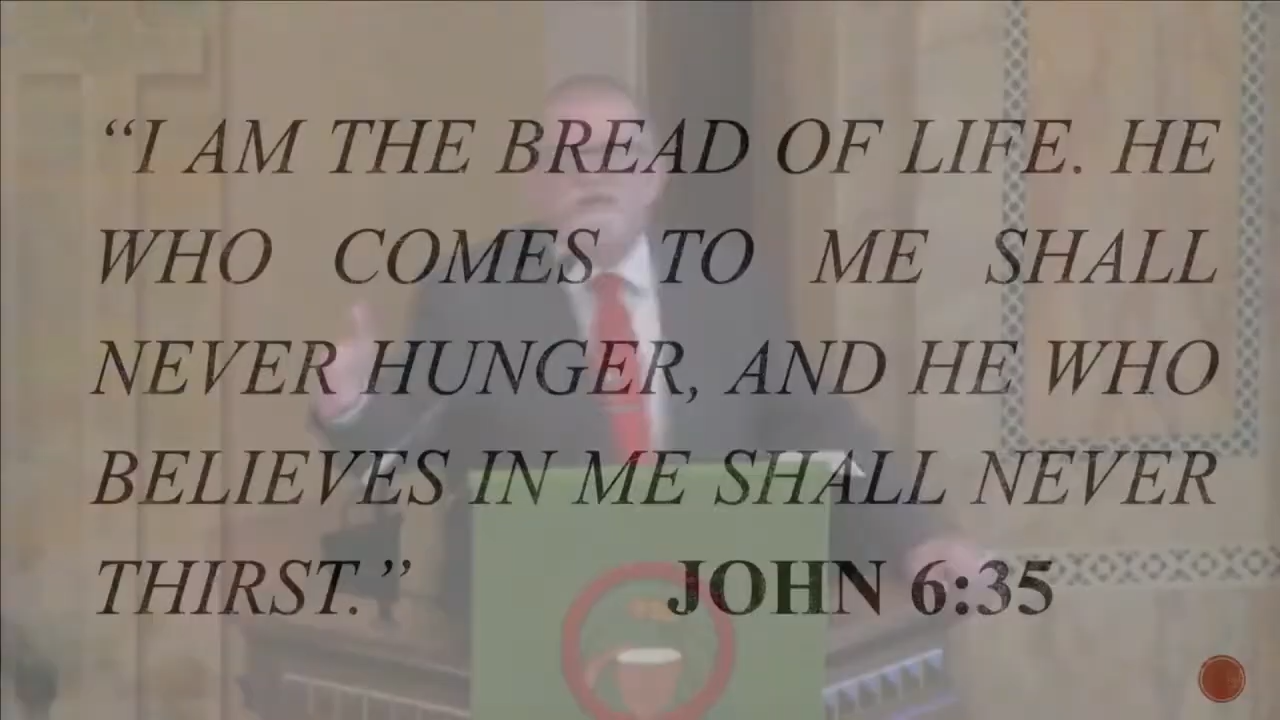 “I AM THE BREAD OF LIFE. HE
WHO COMES TO ME SHALL
NEVER HUNGER, AND HE WHO
BELIEVES IN ME SHALL NEVER
THIRST.” JOHN 6:35